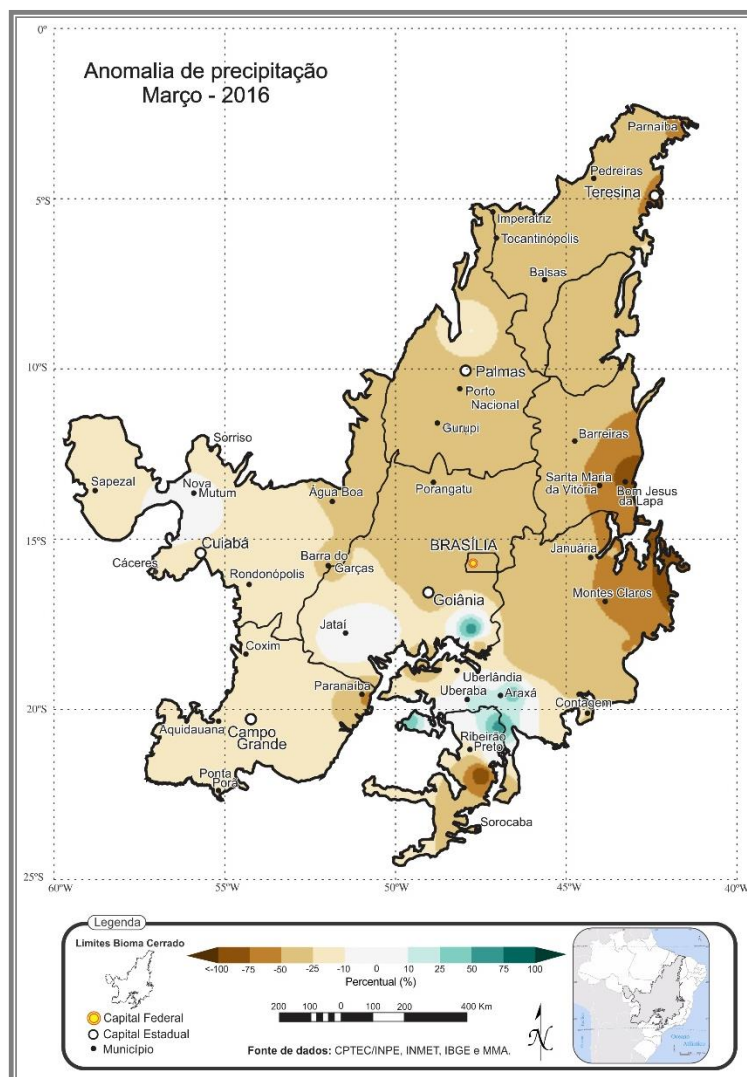 Anomalia de precipitação
Março - 2016
0°
5°S
10°S
15°S
20°S
25°S
60°W
55°W
50°W
45°W
40°W
Parnaíba
Pedreiras
Teresina
Imperatriz
Tocantinópolis
Balsas
Palmas
Porto
Nacional
Gurupi
Barreiras
Sorriso
Sapezal
Nova
Mutum
Água Boa
Porangatu
Santa Maria
da Vitória
Bom Jesus
da Lapa
Cuiabá
Cáceres
Barra do
Garças
BRASÍLIA
Januária
Rondonópolis
Goiânia
Montes Claros
Jataí
Coxim
Paranaíba
Uberlândia
Uberaba
Araxá
Contagem
Aquidauana
Campo
Grande
Ribeirão
Preto
Ponta
Porã
Sorocaba
Legenda
Limites Bioma Cerrado
<-100 -75 -50 -25 -10 0 10 25 50 75 100
Percentual (%)
Capital Federal
Capital Estadual
Município
200 100 0 100 200 400 Km
N
Fonte de dados: CPTEC/INPE, INMET, IBGE e MMA.
Oceano
Atlântico